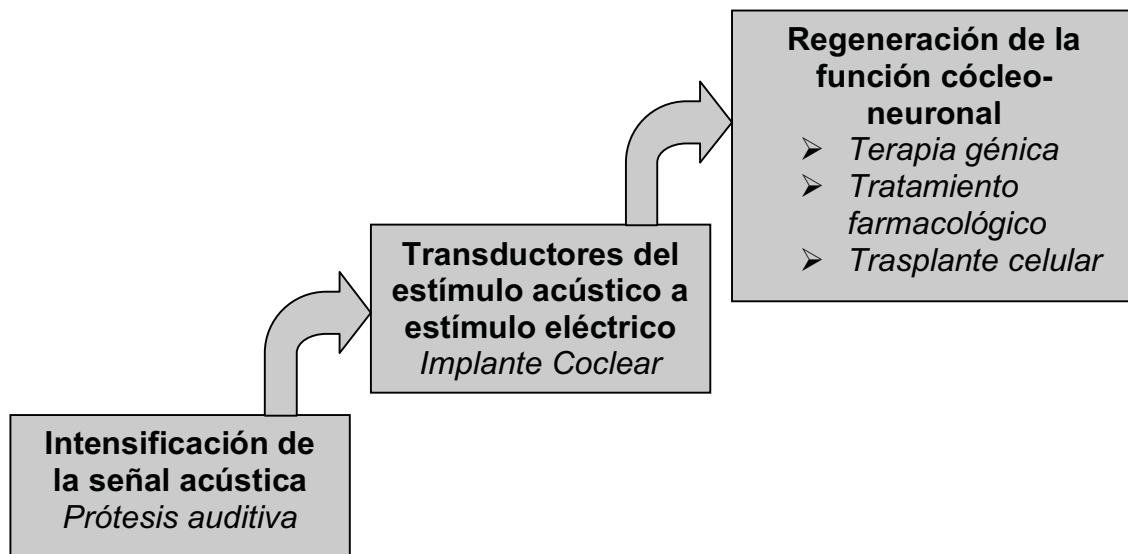 Regeneración de la
función cócleo-
neuronal
➢ Terapia génica
➢ Tratamiento
farmacológico
➢ Trasplante celular
Transductores del
estímulo acústico a
estímulo eléctrico
Implante Coclear
Intensificación de
la señal acústica
Prótesis auditiva